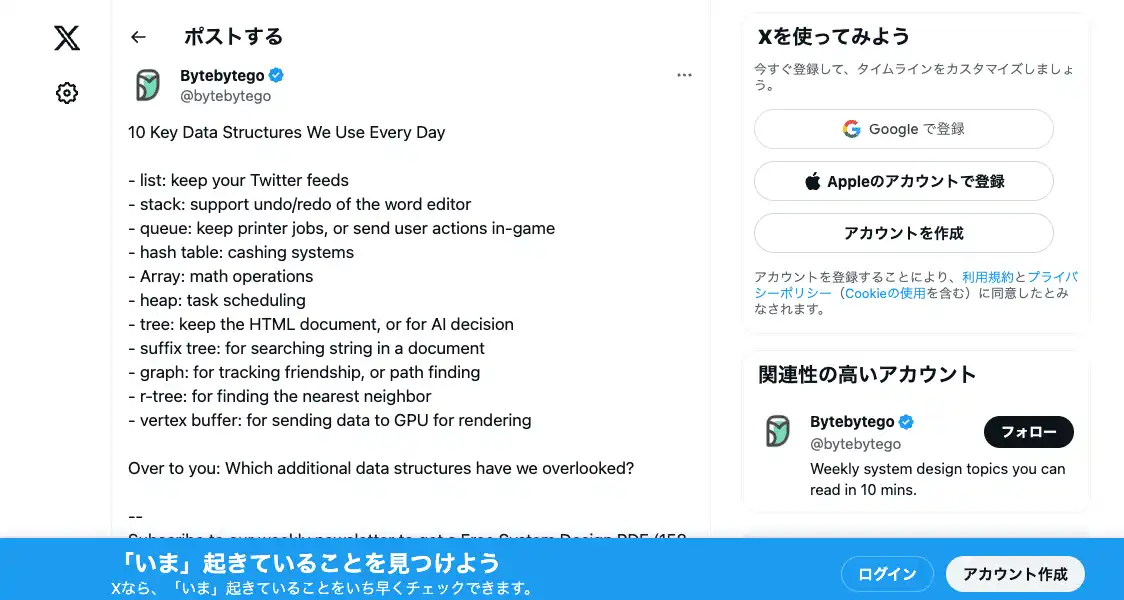 ポストする
Bytebytego
@bytebytego
10 Key Data Structures We Use Every Day
- list: keep your Twitter feeds
- stack: support undo/redo of the word editor
- queue: keep printer jobs, or send user actions in-game
- hash table: cashing systems
- Array: math operations
- heap: task scheduling
- tree: keep the HTML document, or for AI decision
- suffix tree: for searching string in a document
- graph: for tracking friendship, or path finding
- r-tree: for finding the nearest neighbor
- vertex buffer: for sending data to GPU for rendering
Over to you: Which additional data structures have we overlooked?
--
Subscribe to our weekly newsletter to get a Free System Design PDF (158
Xを使ってみよう
今すぐ登録して、タイムラインをカスタマイズしましょ
う。
Google で登録
Appleのアカウントで登録
アカウントを作成
アカウントを登録することにより、利用規約とプライバ
シーポリシー（Cookieの使用を含む）に同意したとみ
なされます。
関連性の高いアカウント
Bytebytego
@bytebytego
フォロー
Weekly system design topics you can
read in 10 mins.
「いま」起きていることを見つけよう
Xなら、「いま」起きていることをいち早くチェックできます。
ログイン
アカウント作成